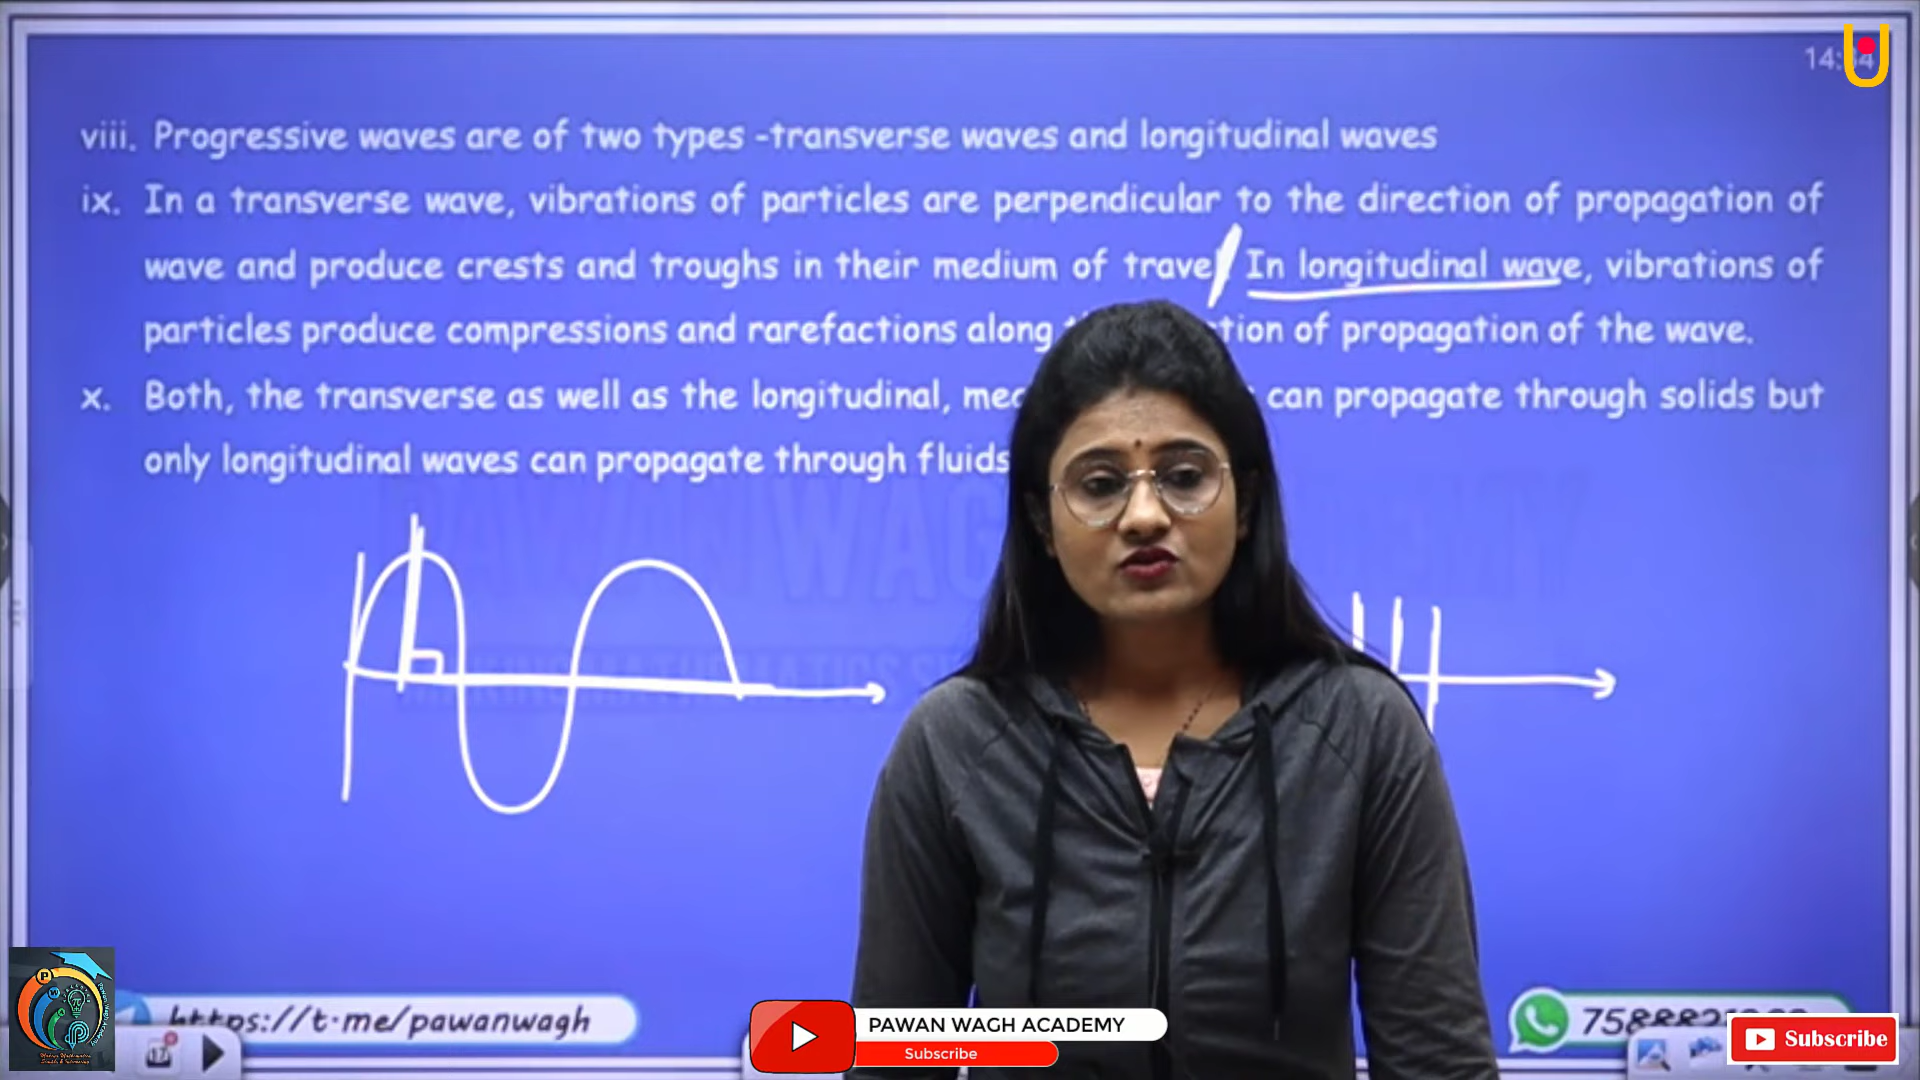 viii. Progressive waves are of two types -transverse waves and longitudinal waves
ix. In a transverse wave, vibrations of particles are perpendicular to the direction of propagation of
wave and produce crests and troughs in their medium of travel In longitudinal wave, vibrations of
particles produce compressions and rarefactions along tion of propagation of the wave.
x. Both, the transverse as well as the longitudinal, can propagate through solids but
only longitudinal waves can propagate through fluids
PAWAN WAG EMY
https://t.me/pawanwagh
PAWAN WAGH ACADEMY
Subscribe
Subscribe